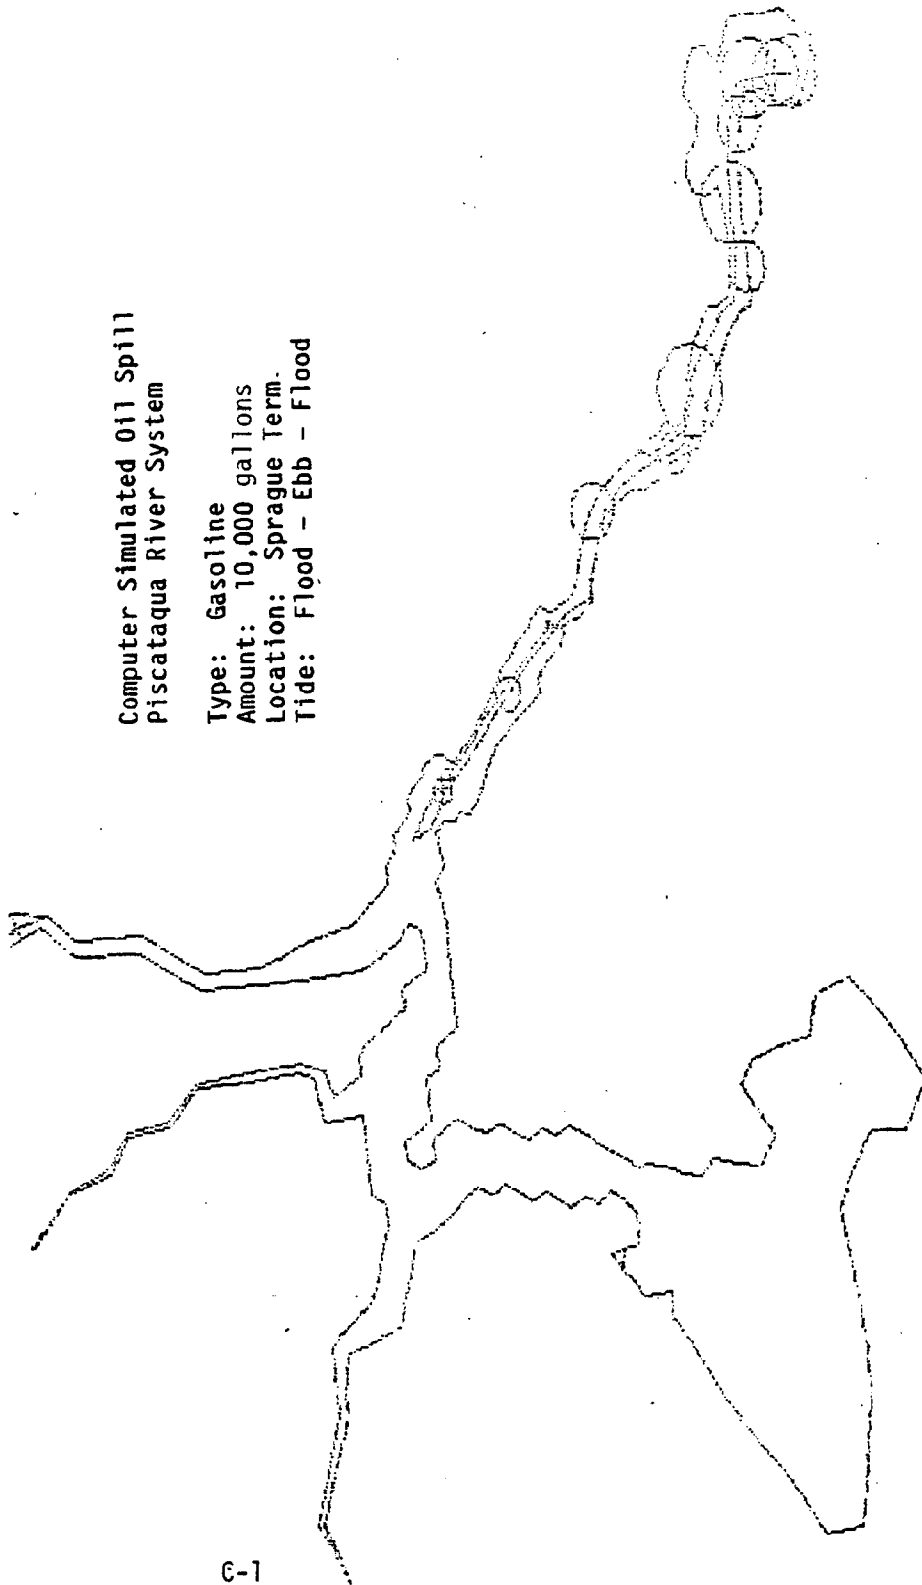 Computer Simulated Oil Spill
Piscataqua River System
Type: Gasoline
Amount: 10,000 gallons
Location: Sprague Term.
Tide: Flood - Ebb - Flood
C-1